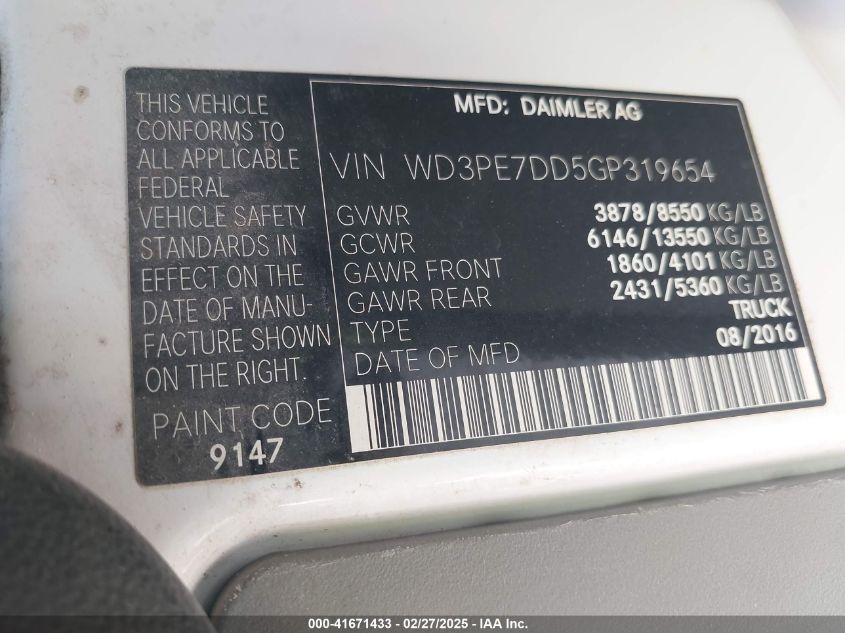 THIS VEHICLE
CONFORMS TO
ALL APPLICABLE
FEDERAL
VEHICLE SAFETY
STANDARDS IN
EFFECT ON THE
DATE OF MANU-
FACTURE SHOWN
ON THE RIGHT.
PAINT CODE
9147
MFD: DAIMLER AG
VIN WD3PE7DD5GP319654
GVWR 3878/8550 KG/LB
GCWR 6146/13550 KG/LB
GAWR FRONT 1860/4101 KG/LB
GAWR REAR 2431/5360 KG/LB
TYPE TRUCK
DATE OF MFD 08/2016
000-41671433 - 02/27/2025 - IAA Inc.